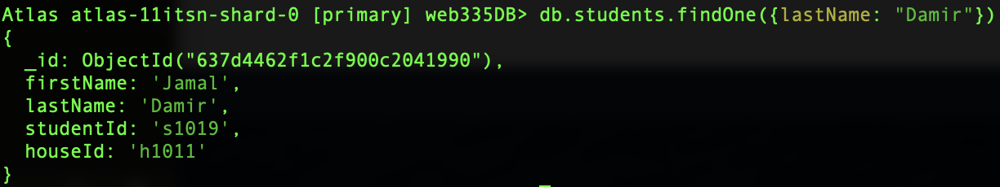 Atlas atlas-11itsn-shard-0 [primary] web335DB> db.students.findOne({lastName: "Damir"})
{
  _id: ObjectId("637d4462f1c2f900c2041990"),
  firstName: 'Jamal',
  lastName: 'Damir',
  studentId: 's1019',
  houseId: 'h1011'
}